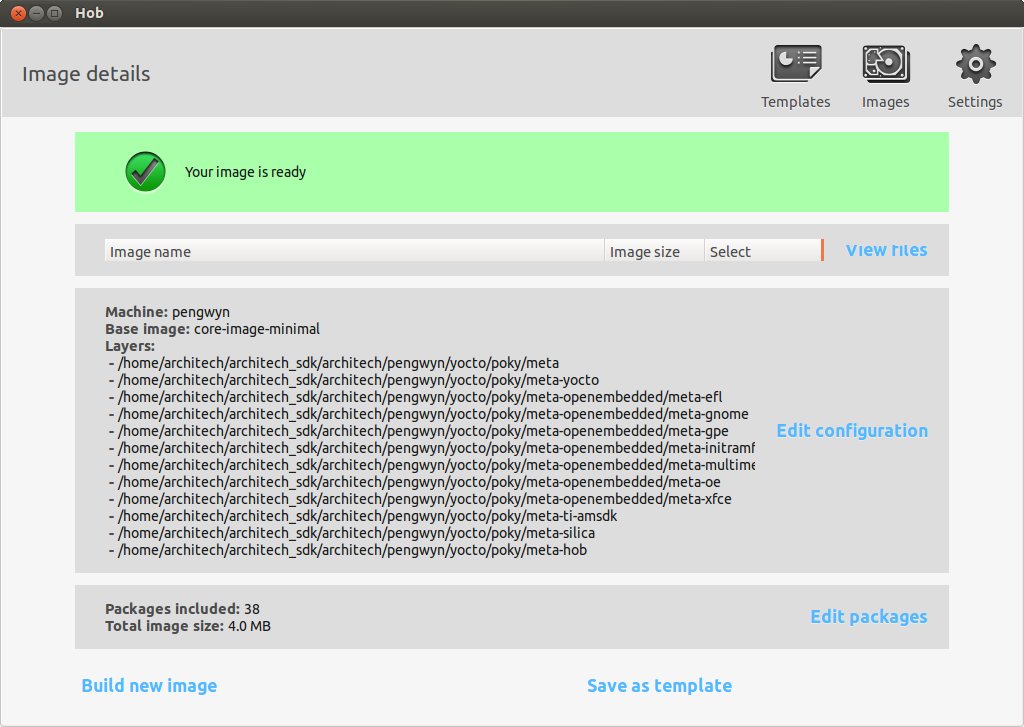 Hob
Image details
Templates
Images
Settings
Your image is ready
Image name Image size Select
View files
Machine: pengwyn
Base image: core-image-minimal
Layers:
- /home/architech/architech_sdk/architech/pengwyn/yocto/poky/meta
- /home/architech/architech_sdk/architech/pengwyn/yocto/poky/meta-yocto
- /home/architech/architech_sdk/architech/pengwyn/yocto/poky/meta-openembedded/meta-efl
- /home/architech/architech_sdk/architech/pengwyn/yocto/poky/meta-openembedded/meta-gnome
- /home/architech/architech_sdk/architech/pengwyn/yocto/poky/meta-openembedded/meta-gpe
- /home/architech/architech_sdk/architech/pengwyn/yocto/poky/meta-openembedded/meta-initramf
- /home/architech/architech_sdk/architech/pengwyn/yocto/poky/meta-openembedded/meta-multime
- /home/architech/architech_sdk/architech/pengwyn/yocto/poky/meta-openembedded/meta-oe
- /home/architech/architech_sdk/architech/pengwyn/yocto/poky/meta-openembedded/meta-xfce
- /home/architech/architech_sdk/architech/pengwyn/yocto/poky/meta-ti-amsdk
- /home/architech/architech_sdk/architech/pengwyn/yocto/poky/meta-silica
- /home/architech/architech_sdk/architech/pengwyn/yocto/poky/meta-hob
Edit configuration
Packages included: 38
Total image size: 4.0 MB
Edit packages
Build new image
Save as template